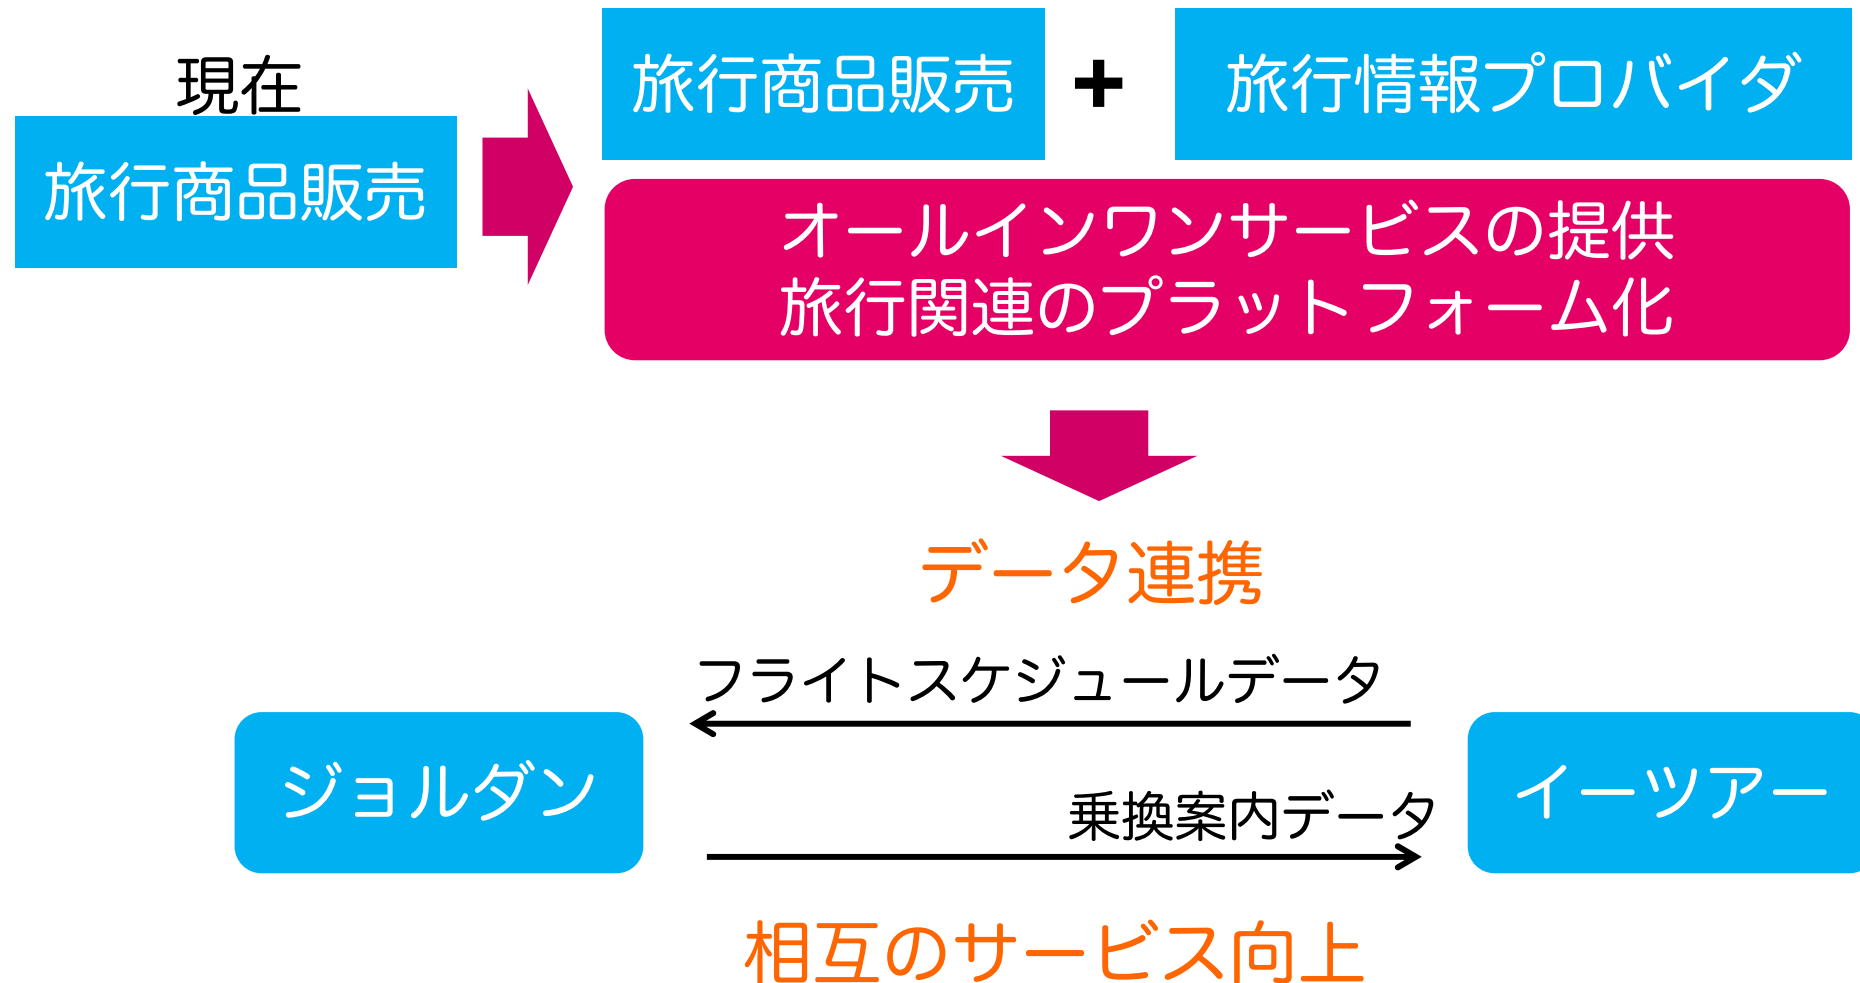 現在
旅行商品販売
旅行商品販売 + 旅行情報プロバイダ
オールインワンサービスの提供
旅行関連のプラットフォーム化
データ連携
フライトスケジュールデータ
ジョルダン
イーツアー
乗換案内データ
相互のサービス向上